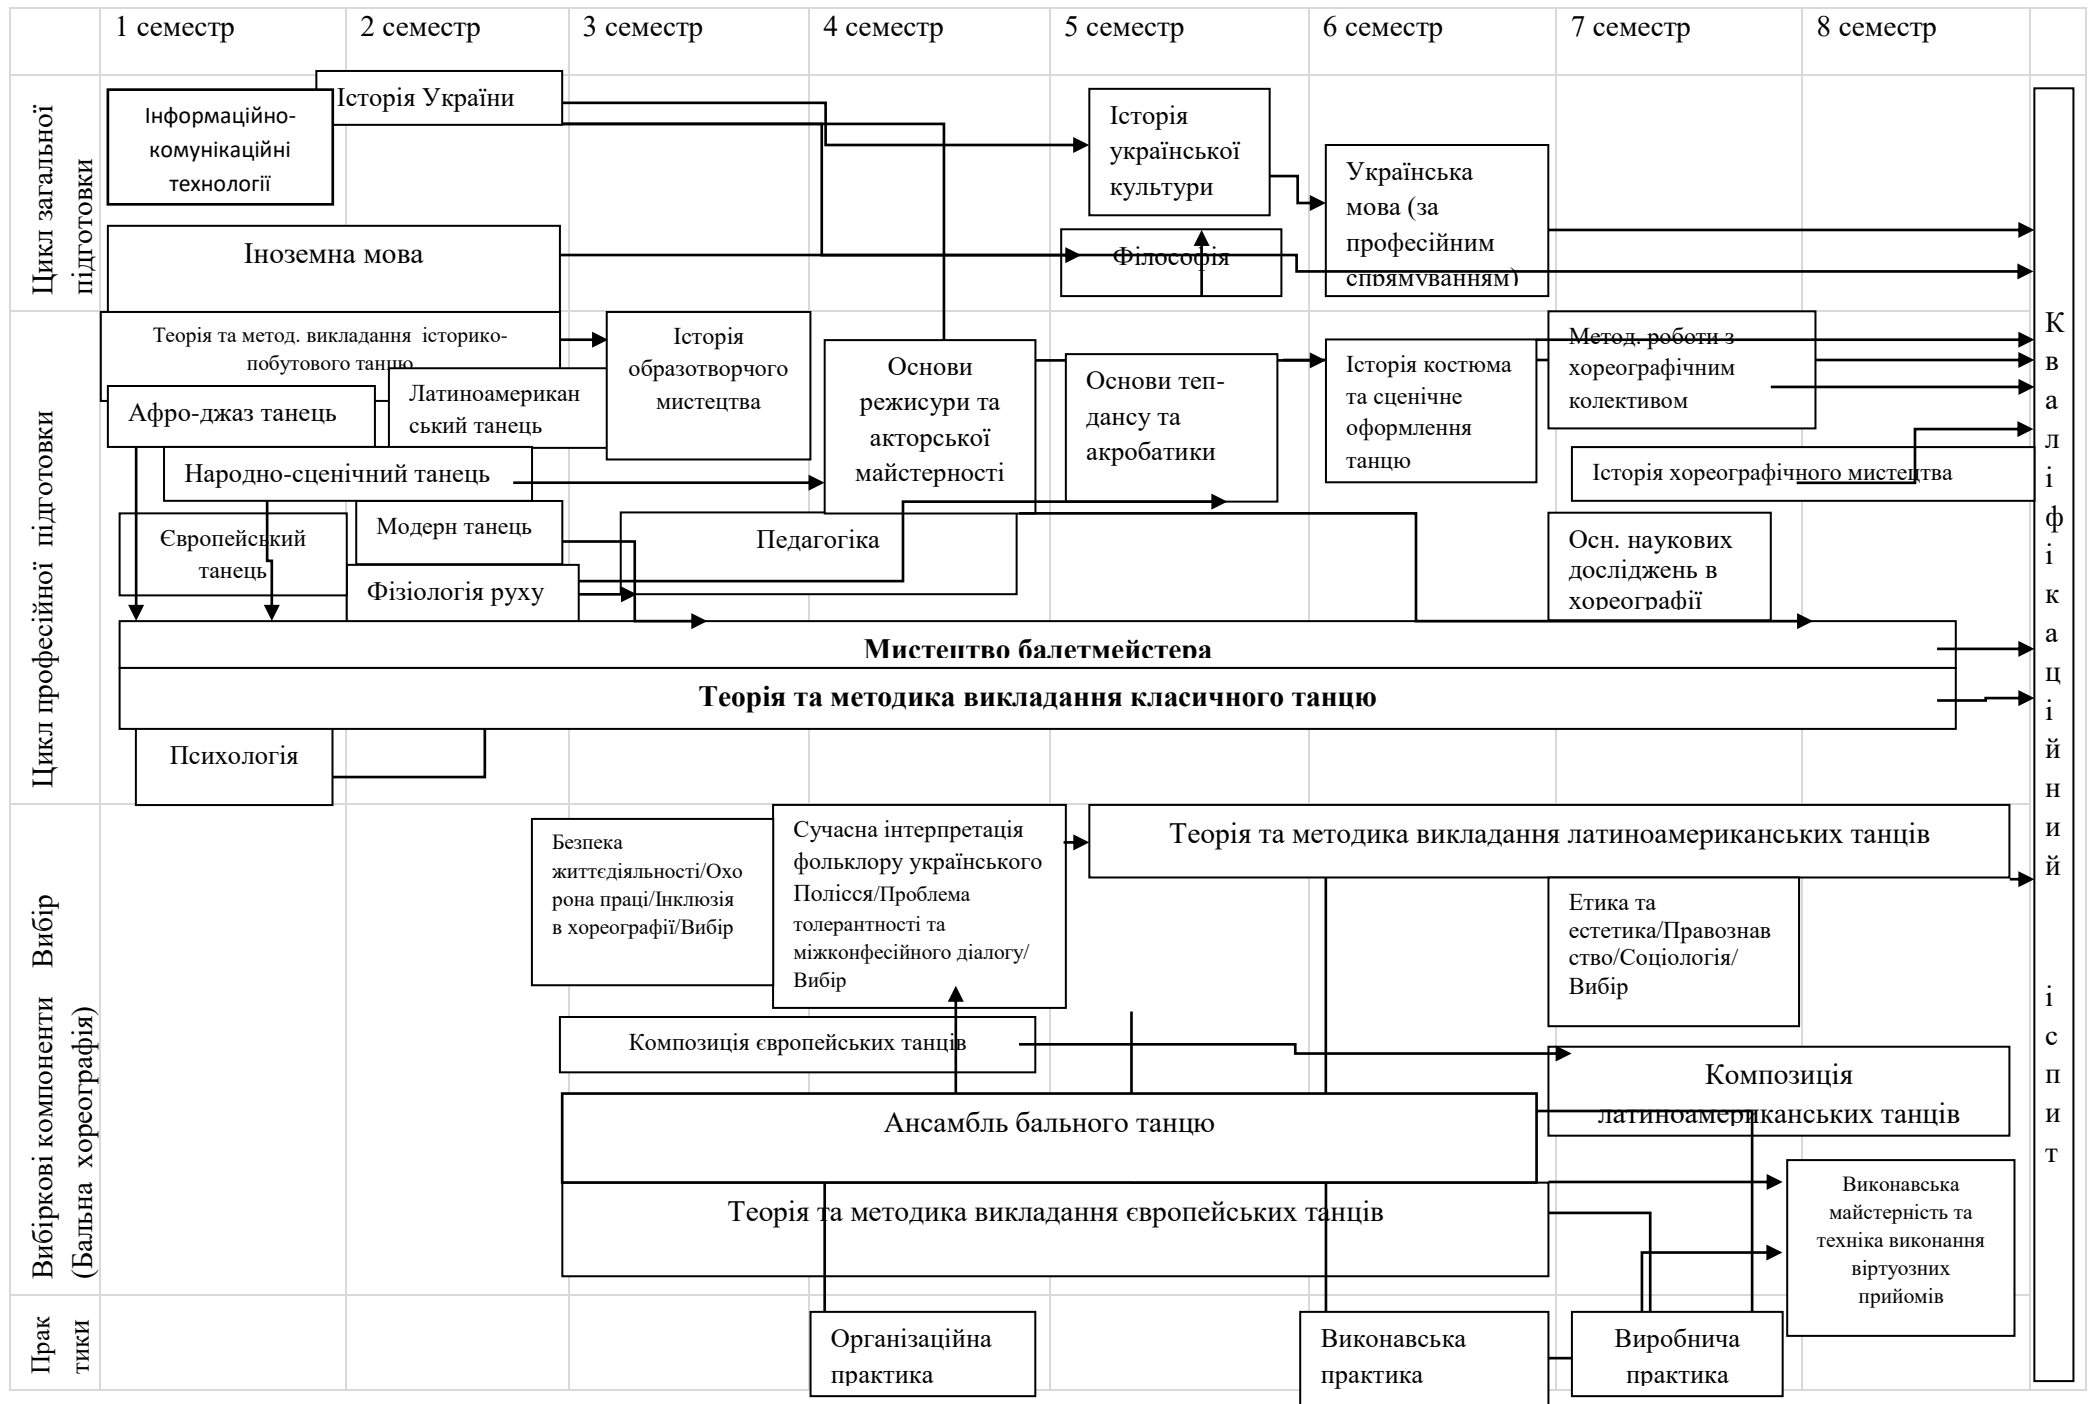 1 семестр
2 семестр
3 семестр
4 семестр
5 семестр
6 семестр
7 семестр
8 семестр
Цикл загальної
підготовки
Інформаційно-
комунікаційні
технології
Історія України
Історія
української
культури
Українська
мова (за
професійним
спрямуванням)
Іноземна мова
Філософія
Цикл професійної підготовки
Теорія та метод. викладання історико-
побутового танцю
Афро-джаз танець
Латиноамерикан
ський танець
Історія
образотворчого
мистецтва
Основи
режисури та
акторської
майстерності
Основи теп-
дансу та
акробатики
Історія костюма
та сценічне
оформлення
танцю
Метод. роботи з
хореографічним
колективом
Народно-сценічний танець
Історія хореографічного мистецтва
Європейський
танець
Модерн танець
Педагогіка
Осн. наукових
досліджень в
хореографії
Фізіологія руху
Мистецтво балетмейстера
Теорія та методика викладання класичного танцю
Психологія
Вибіркові компоненти Вибір
(Бальна хореографія)
Безпека
життєдіяльності/Охо
рона праці/Інклюзія
в хореографії/Вибір
Сучасна інтерпретація
фольклору українського
Полісся/Проблема
толерантності та
міжконфесійного діалогу/
Вибір
Теорія та методика викладання латиноамериканських танців
Етика та
естетика/Правознав
ство/Соціологія/
Вибір
Композиція європейських танців
Композиція
латиноамериканських танців
Ансамбль бального танцю
Теорія та методика викладання європейських танців
Виконавська
майстерність та
техніка виконання
віртуозних
прийомів
Прак
тики
Організаційна
практика
Виконавська
практика
Виробнича
практика
К
в
а
л
і
ф
і
к
а
ц
і
й
н
и
й
і
с
п
и
т